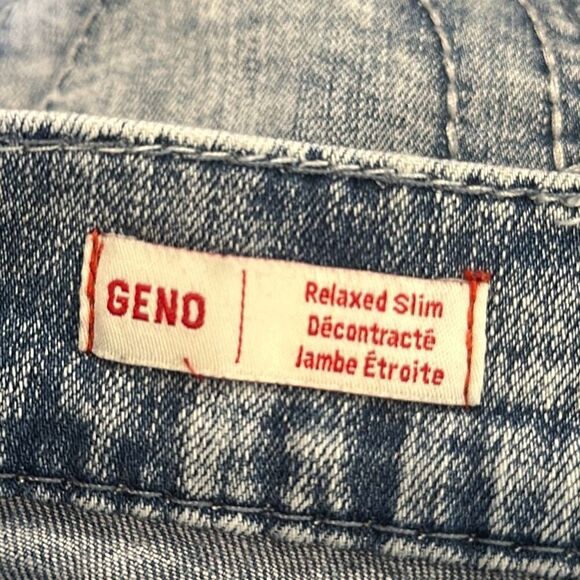 GENO
Relaxed Slim
Décontracté
Jambe Étroite